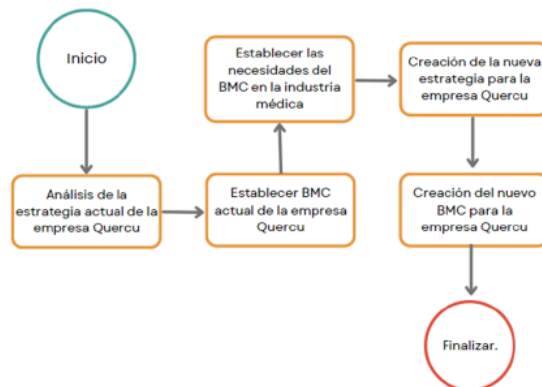 Inicio
Análisis de la
estrategia actual de la
empresa Quercu
Establecer BMC
actual de la empresa
Quercu
Establecer las
necesidades del
BMC en la industria
médica
Creación de la nueva
estrategia para la
empresa Quercu
Creación del nuevo
BMC para la
empresa Quercu
Finalizar.